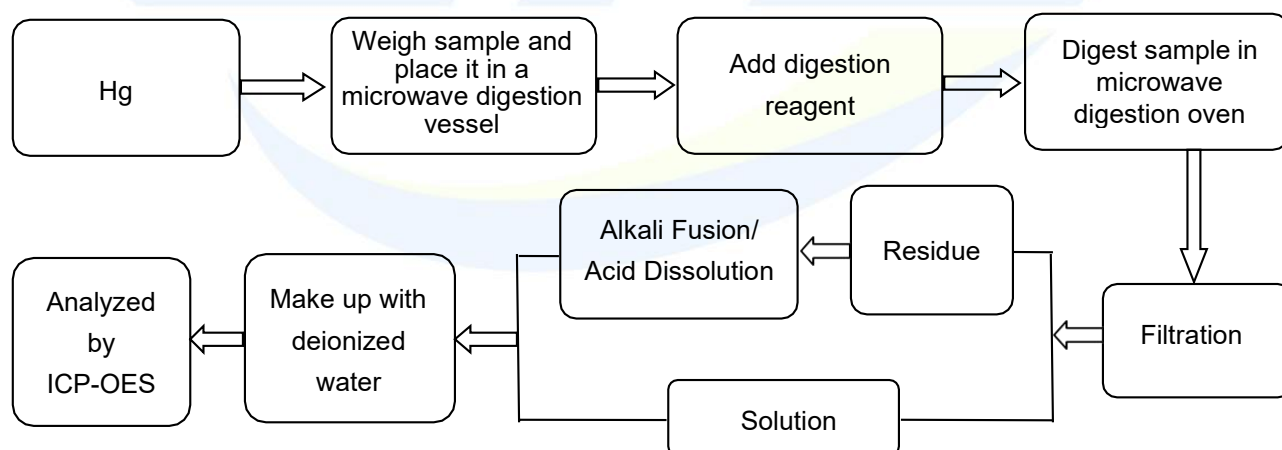 Hg
Weigh sample and
place it in a
microwave digestion
vessel
Add digestion
reagent
Digest sample in
microwave
digestion oven
Filtration
Residue
Alkali Fusion/
Acid Dissolution
Solution
Make up with
deionized
water
Analyzed
by
ICP-OES